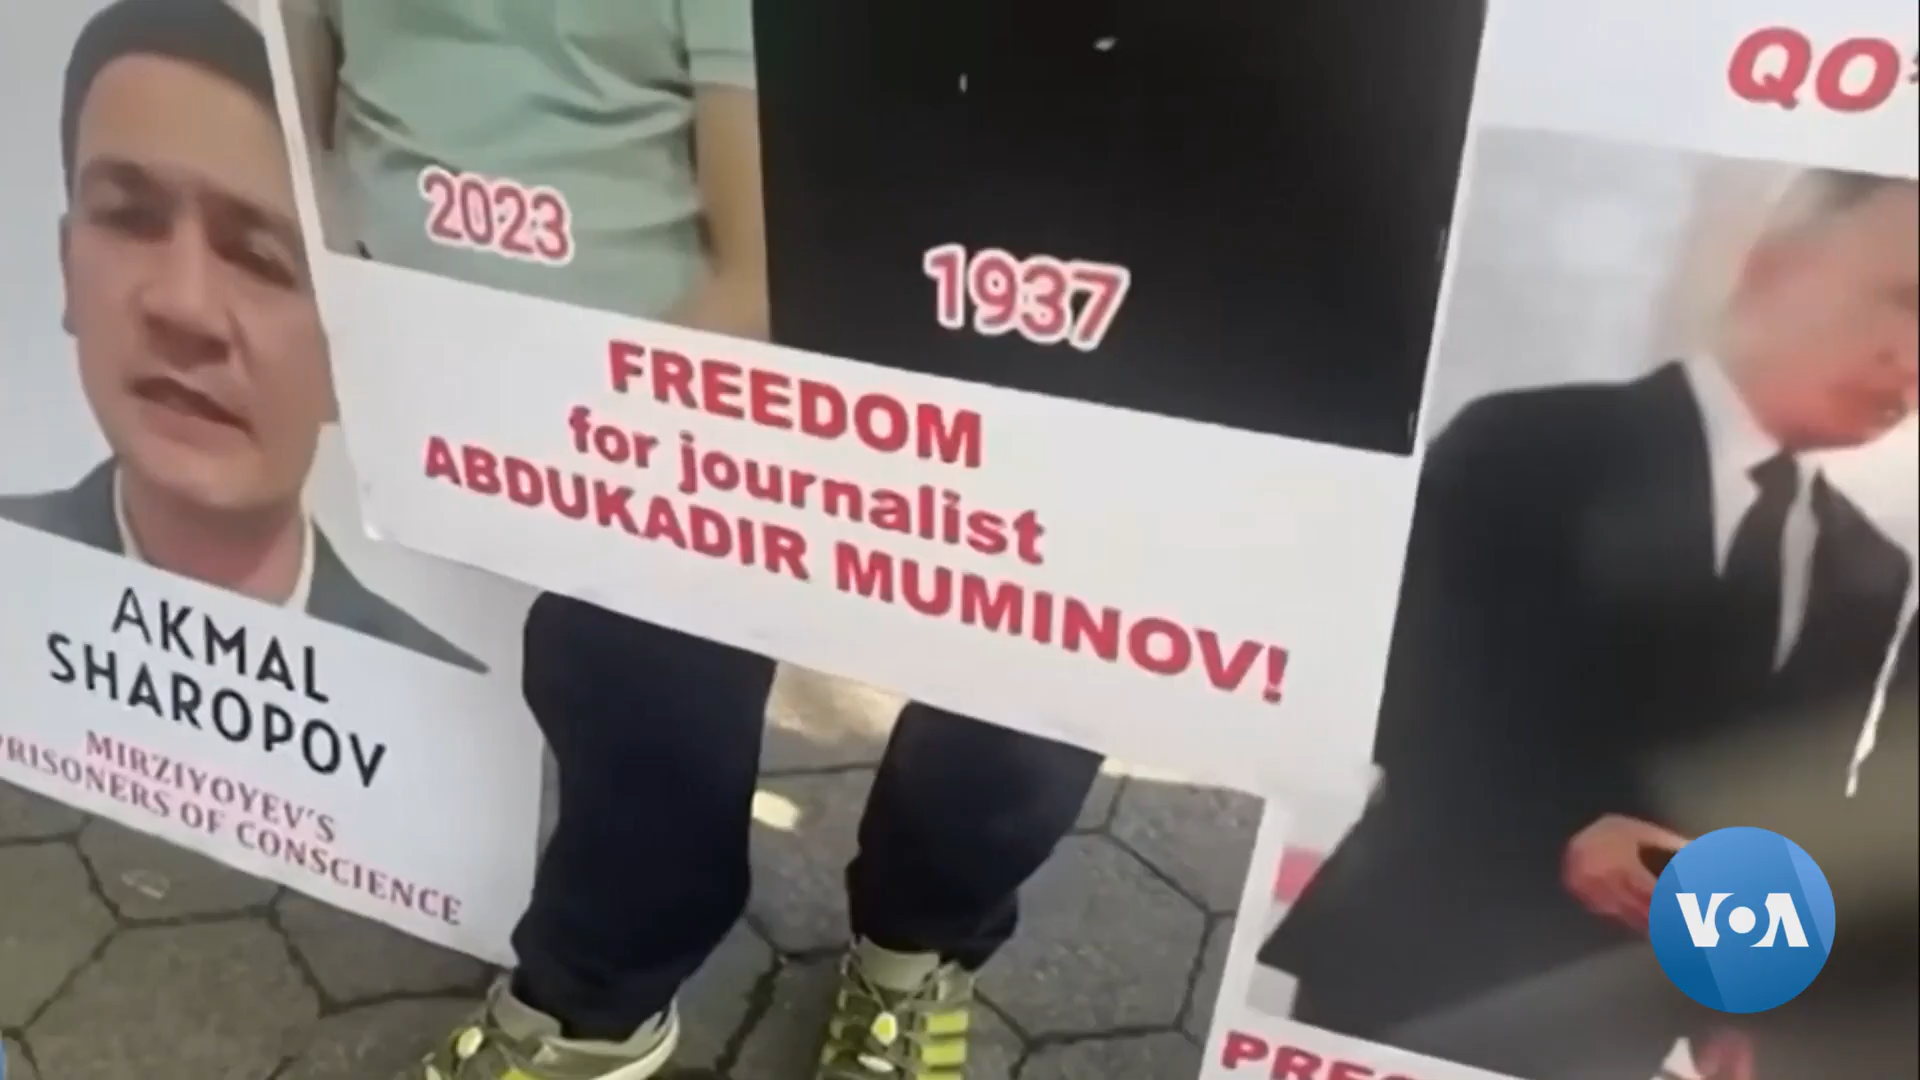 AKMAL
SHAROPOV
MIRZIYOYEV'S
PRISONERS OF CONSCIENCE
2023
1937
FREEDOM
for journalist
ABDUKADIR MUMINOV!
QO'
VOA